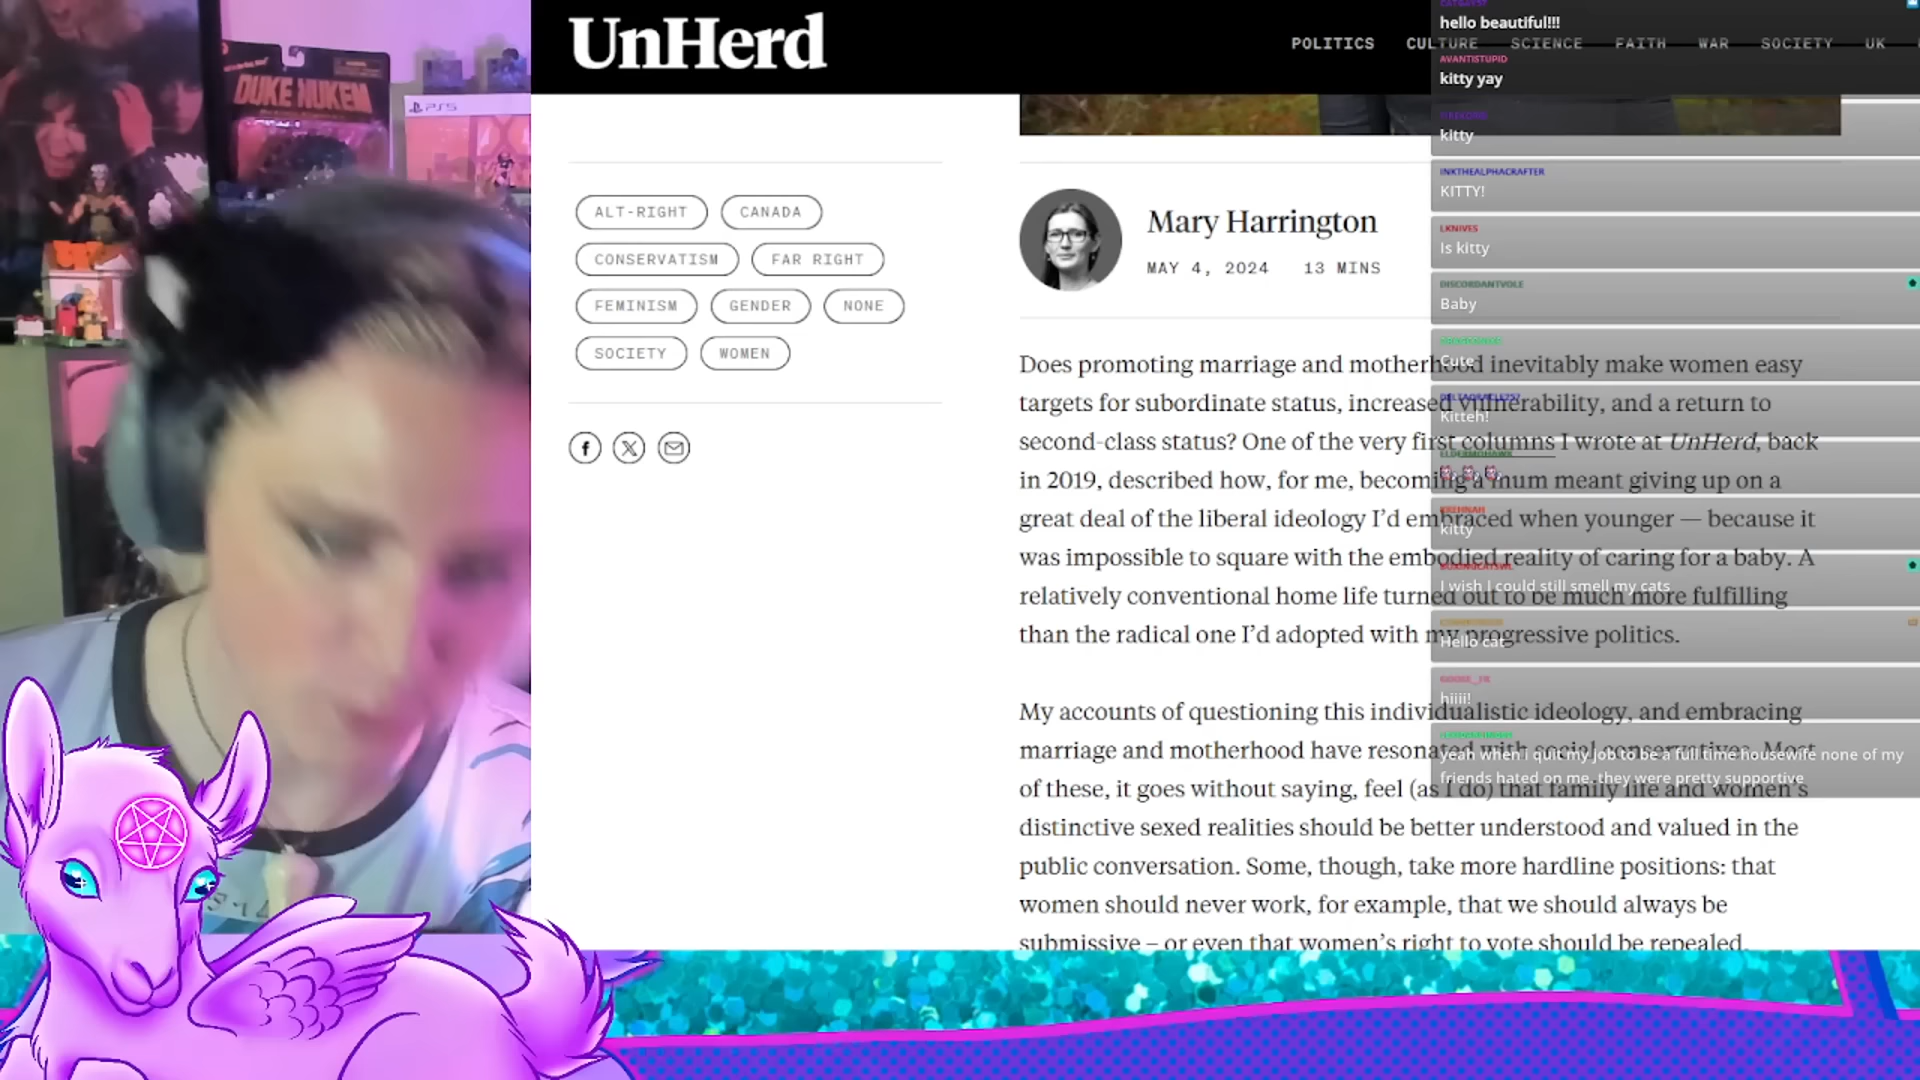 DUKE NUKEM
PS5
UnHerd
POLITICS CULTURE SCIENCE FAITH WAR SOCIETY UK
ALT-RIGHT CANADA
CONSERVATISM FAR RIGHT
FEMINISM GENDER NONE
SOCIETY WOMEN
Mary Harrington
MAY 4, 2024 13 MINS
Does promoting marriage and motherhood inevitably make women easy
targets for subordinate status, increased vulnerability, and a return to
second-class status? One of the very first columns I wrote at UnHerd, back
in 2019, described how, for me, becoming a mum meant giving up on a
great deal of the liberal ideology I'd embraced when younger — because it
was impossible to square with the embodied reality of caring for a baby. A
relatively conventional home life turned out to be much more fulfilling
than the radical one I'd adopted with my progressive politics.
My accounts of questioning this individualistic ideology, and embracing
marriage and motherhood have resonated with social conservatives. Most
of these, it goes without saying, feel (as I do) that family life and women's
distinctive sexed realities should be better understood and valued in the
public conversation. Some, though, take more hardline positions: that
women should never work, for example, that we should always be
submissive – or even that women's right to vote should be repealed.
hello beautiful!!!
AVANTISTUPID
kitty yay
kitty
INKTHEALPHACRAFTER
KITTY!
LKNIVES
Is kitty
DISCORDANTVOLE
Baby
Cute
Kitteh!
ELDERMOHAWK
kitty
I wish I could still smell my cats
Hello cat
hiiii!
yeah when i quit my job to be a full time housewife none of my
friends hated on me. they were pretty supportive